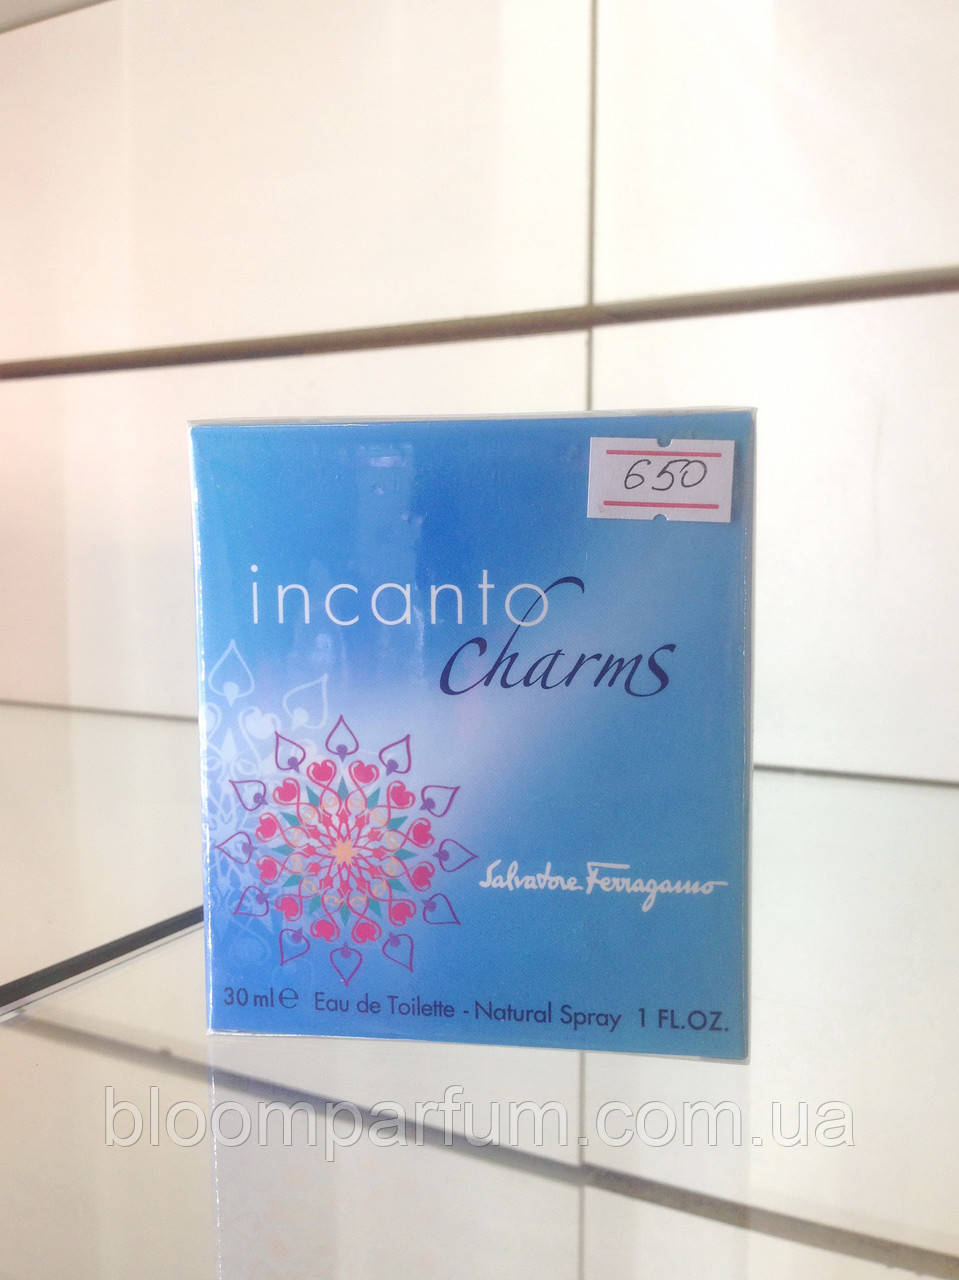 650
incanto
Charms
Salvatore Ferragamo
30 ml e Eau de Toilette - Natural Spray 1 FL.OZ.
bloomparfum.com.ua